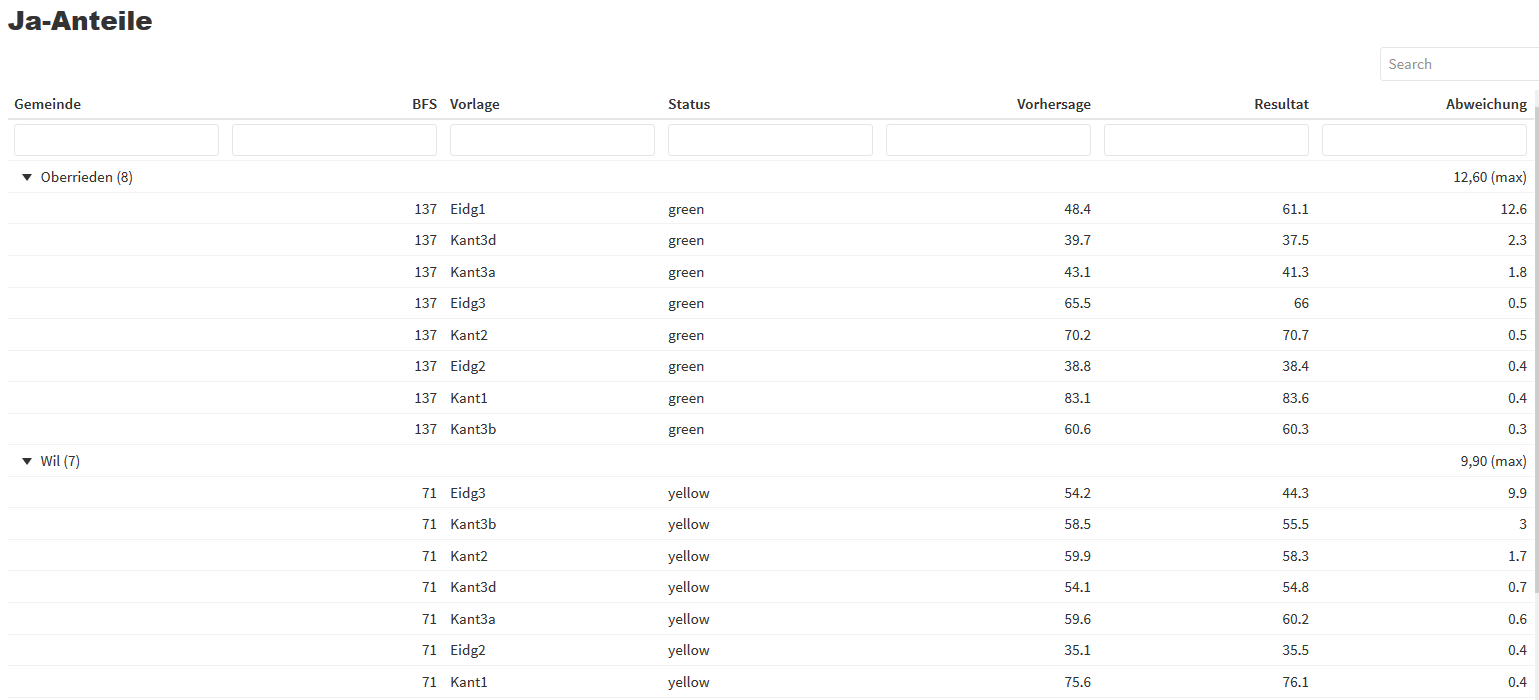 Ja-Anteile
Search
Gemeinde BFS Vorlage Status Vorhersage Resultat Abweichung
▼ Oberrieden (8) 12,60 (max)
137 Eidg1 green 48.4 61.1 12.6
137 Kant3d green 39.7 37.5 2.3
137 Kant3a green 43.1 41.3 1.8
137 Eidg3 green 65.5 66 0.5
137 Kant2 green 70.2 70.7 0.5
137 Eidg2 green 38.8 38.4 0.4
137 Kant1 green 83.1 83.6 0.4
137 Kant3b green 60.6 60.3 0.3
▼ Wil (7) 9,90 (max)
71 Eidg3 yellow 54.2 44.3 9.9
71 Kant3b yellow 58.5 55.5 3
71 Kant2 yellow 59.9 58.3 1.7
71 Kant3d yellow 54.1 54.8 0.7
71 Kant3a yellow 59.6 60.2 0.6
71 Eidg2 yellow 35.1 35.5 0.4
71 Kant1 yellow 75.6 76.1 0.4